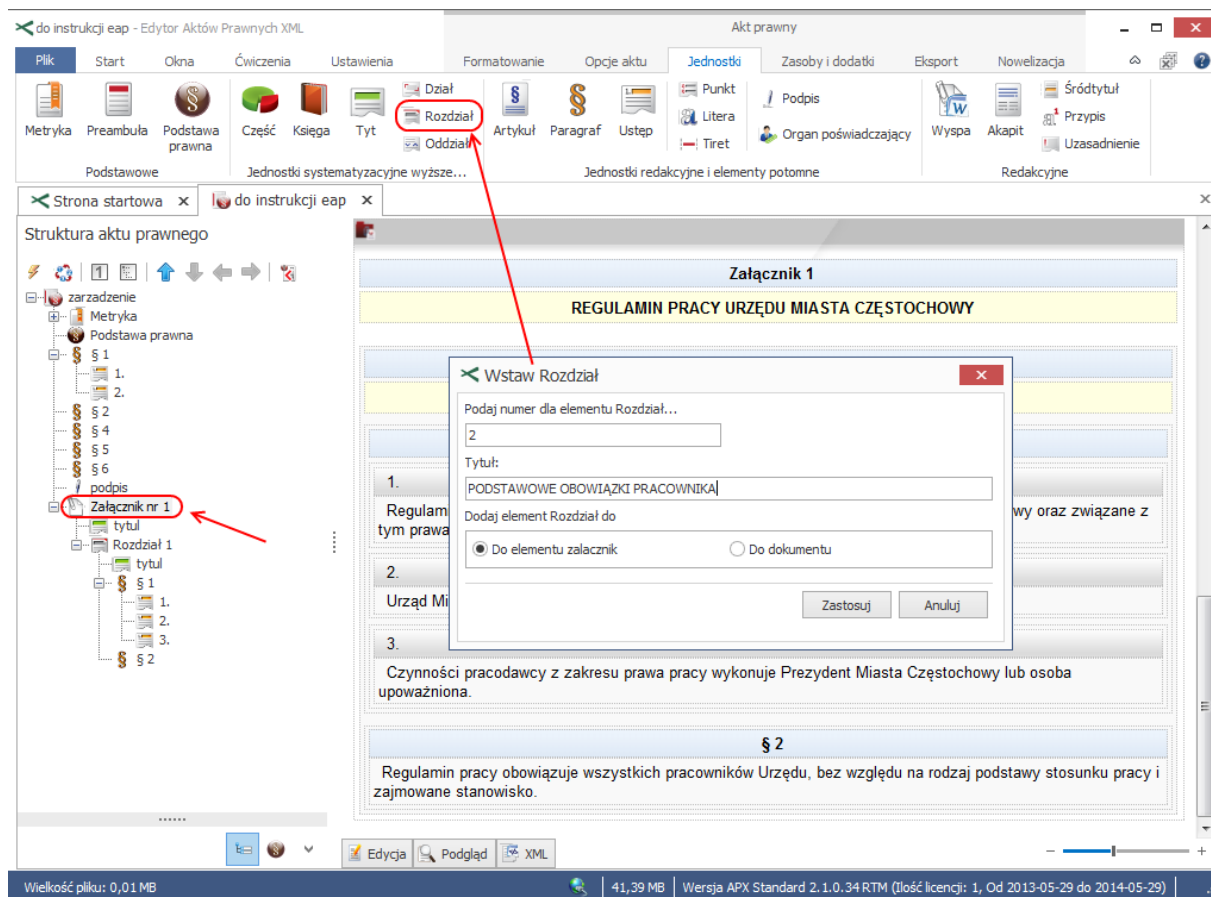 do instrukcji eap - Edytor Aktów Prawnych XML
Akt prawny
Plik Start Okna Ćwiczenia Ustawienia Formatowanie Opcje aktu Jednostki Zasoby i dodatki Eksport Nowelizacja
Metryka Preambuła Podstawa prawna
Część Księga Tyt
Dział
Rozdział
Oddział
Artykuł Paragraf Ustęp
Punkt
Litera
Tiret
Podpis
Organ poświadczający
Wyspa Akapit
Śródtytuł
Przypis
Uzasadnienie
Podstawowe Jednostki systematyzacyjne wyższe... Jednostki redakcyjne i elementy potomne Redakcyjne
Strona startowa do instrukcji eap
Struktura aktu prawnego
zarzadzenie
Metryka
Podstawa prawna
§ 1
1.
2.
§ 2
§ 4
§ 5
§ 6
podpis
Załącznik nr 1
tytul
Rozdział 1
tytul
§ 1
1.
2.
3.
§ 2
Załącznik 1
REGULAMIN PRACY URZĘDU MIASTA CZĘSTOCHOWY
Wstaw Rozdział
Podaj numer dla elementu Rozdział...
2
Tytuł:
PODSTAWOWE OBOWIĄZKI PRACOWNIKA
Dodaj element Rozdział do
Do elementu zalacznik Do dokumentu
Zastosuj Anuluj
1.
oraz związane z
tym
2.
Urząd
3.
Czynności pracodawcy z zakresu prawa pracy wykonuje Prezydent Miasta Częstochowy lub osoba
upoważniona.
§ 2
Regulamin pracy obowiązuje wszystkich pracowników Urzędu, bez względu na rodzaj podstawy stosunku pracy i
zajmowane stanowisko.
Edycja Podgląd XML
Wielkość pliku: 0,01 MB 41,39 MB Wersja APX Standard 2.1.0.34 RTM (Ilość licencji: 1, Od 2013-05-29 do 2014-05-29)